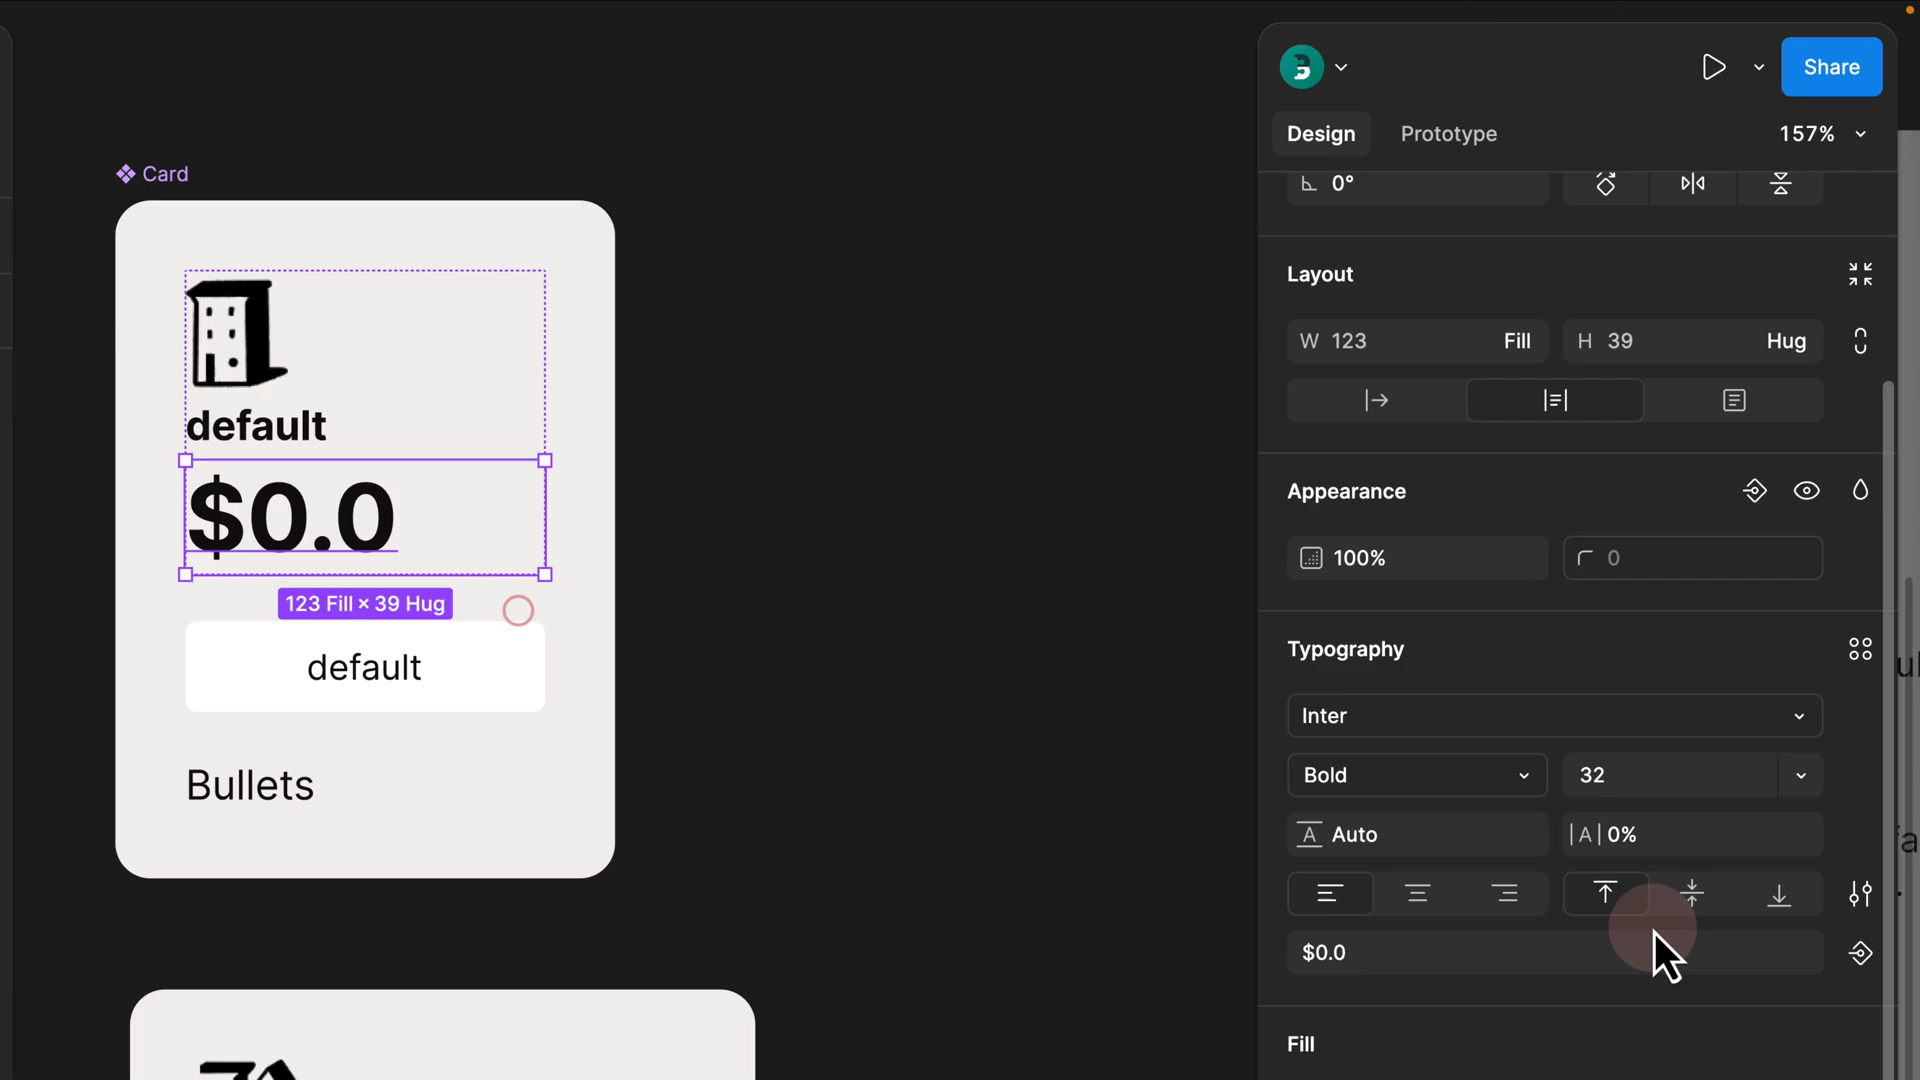 Share
Design Prototype 157%
Card
0°
Layout
W 123 Fill H 39 Hug
default
$0.0
Appearance
100% 0
123 Fill × 39 Hug
default
Typography
Inter
Bold 32
Bullets
A Auto |A| 0%
$0.0
Fill